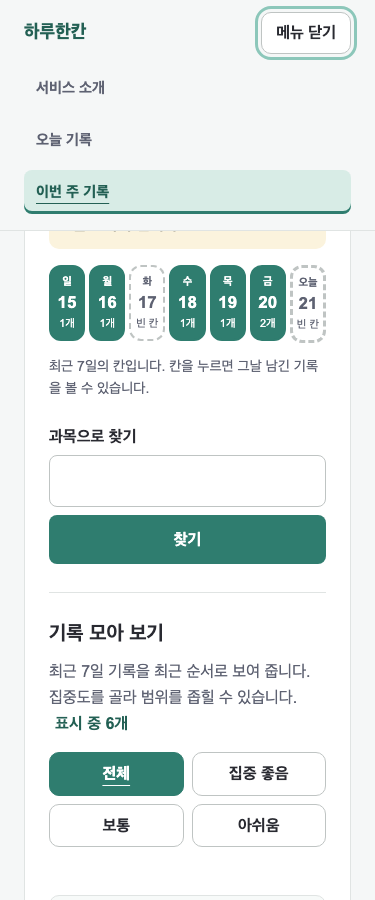 하루한칸
메뉴 닫기
서비스 소개
오늘 기록
이번 주 기록
일 월 화 수 목 금 오늘
15 16 17 18 19 20 21
1개 1개 빈 칸 1개 1개 2개 빈 칸
최근 7일의 칸입니다. 칸을 누르면 그날 남긴 기록
을 볼 수 있습니다.
과목으로 찾기
찾기
기록 모아 보기
최근 7일 기록을 최근 순서로 보여 줍니다.
집중도를 골라 범위를 좁힐 수 있습니다.
표시 중 6개
전체
집중 좋음
보통
아쉬움